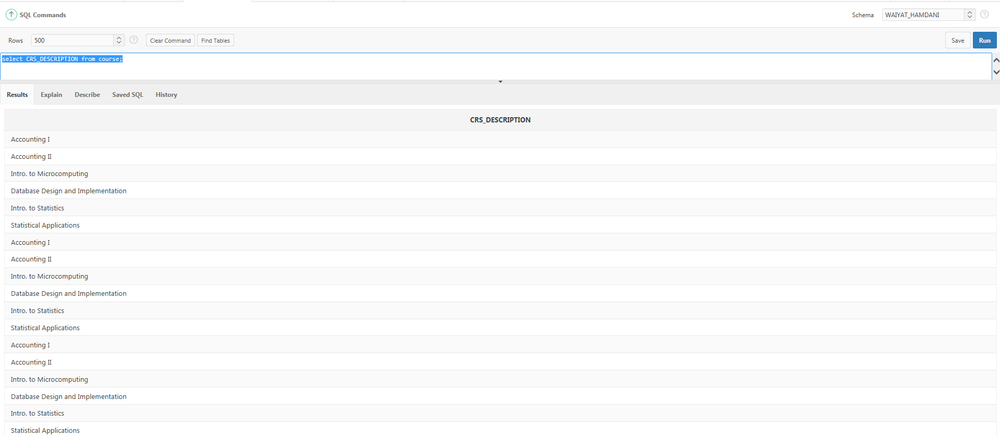 SQL Commands
Schema WAIYAT_HAMDANI
Rows 500 Clear Command Find Tables Save Run
select CRS_DESCRIPTION from course;
Results Explain Describe Saved SQL History
CRS_DESCRIPTION
Accounting I
Accounting II
Intro. to Microcomputing
Database Design and Implementation
Intro. to Statistics
Statistical Applications
Accounting I
Accounting II
Intro. to Microcomputing
Database Design and Implementation
Intro. to Statistics
Statistical Applications
Accounting I
Accounting II
Intro. to Microcomputing
Database Design and Implementation
Intro. to Statistics
Statistical Applications